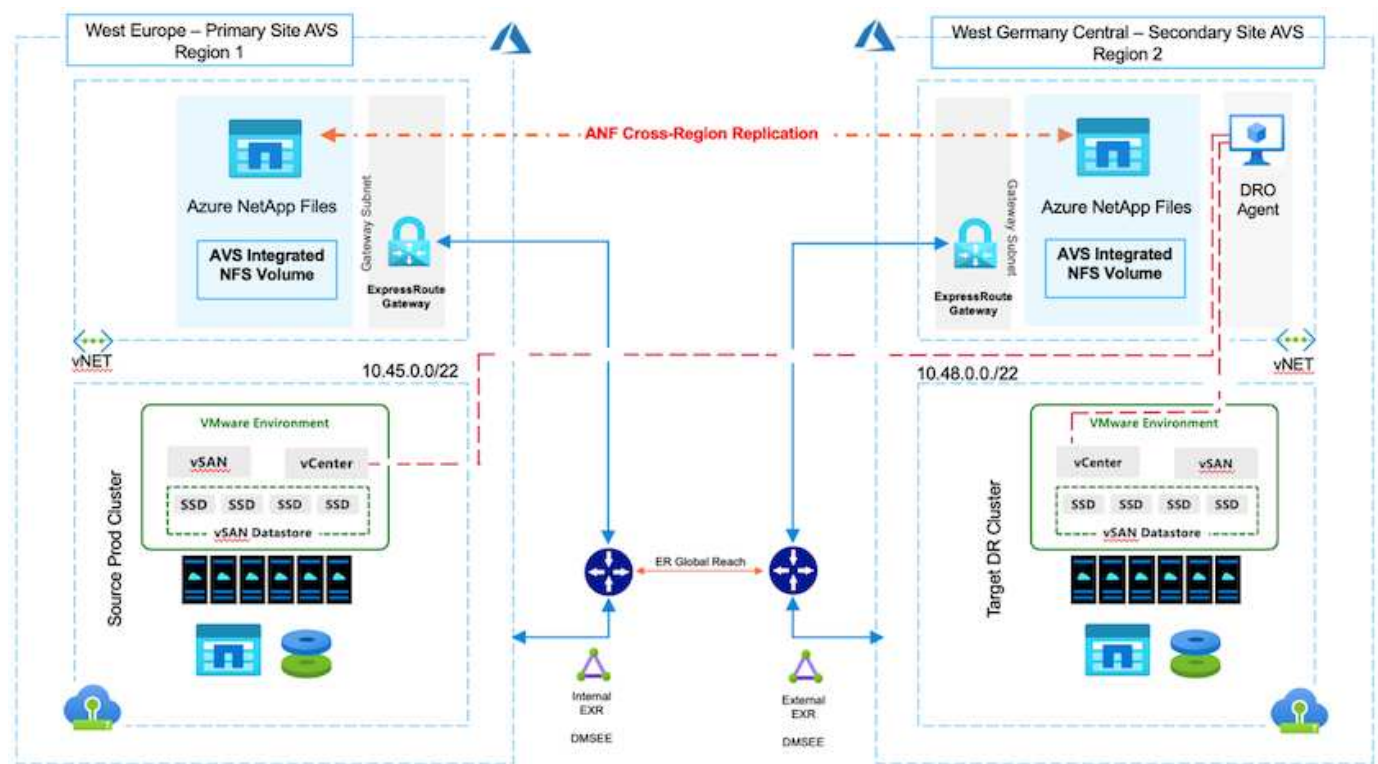 West Europe – Primary Site AVS
Region 1
West Germany Central – Secondary Site AVS
Region 2
ANF Cross-Region Replication
Azure NetApp Files
AVS Integrated
NFS Volume
Gateway Subnet
ExpressRoute
Gateway
Gateway Subnet
ExpressRoute
Gateway
Azure NetApp Files
AVS Integrated
NFS Volume
DRO
Agent
vNET
vNET
10.45.0.0/22
10.48.0.0./22
Source Prod Cluster
VMware Environment
vSAN
vCenter
SSD
SSD
SSD
SSD
vSAN Datastore
ER Global Reach
Internal
EXR
DMSEE
External
EXR
DMSEE
Target DR Cluster
VMware Environment
vCenter
vSAN
SSD
SSD
SSD
SSD
vSAN Datastore